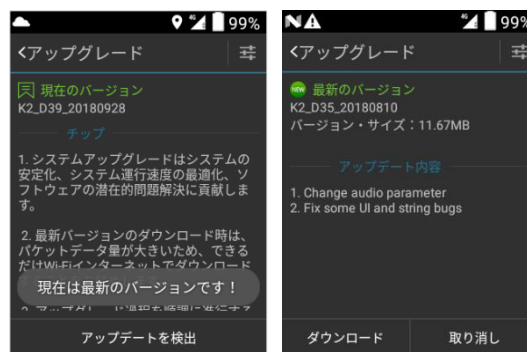 99%
<アップグレード
現在のバージョン
K2_D39_20180928
チップ
1. システムアップグレードはシステムの
安定化、システム運行速度の最適化、ソ
フトウェアの潜在的問題解決に貢献しま
す。
2. 最新バージョンのダウンロード時は、
パケットデータ量が大きいため、できる
だけWi-Fiインターネットでダウンロード
現在は最新のバージョンです！
アップデートを検出
99%
<アップグレード
NEW 最新のバージョン
K2_D35_20180810
バージョン・サイズ：11.67MB
アップデート内容
1. Change audio parameter
2. Fix some UI and string bugs
ダウンロード 取り消し